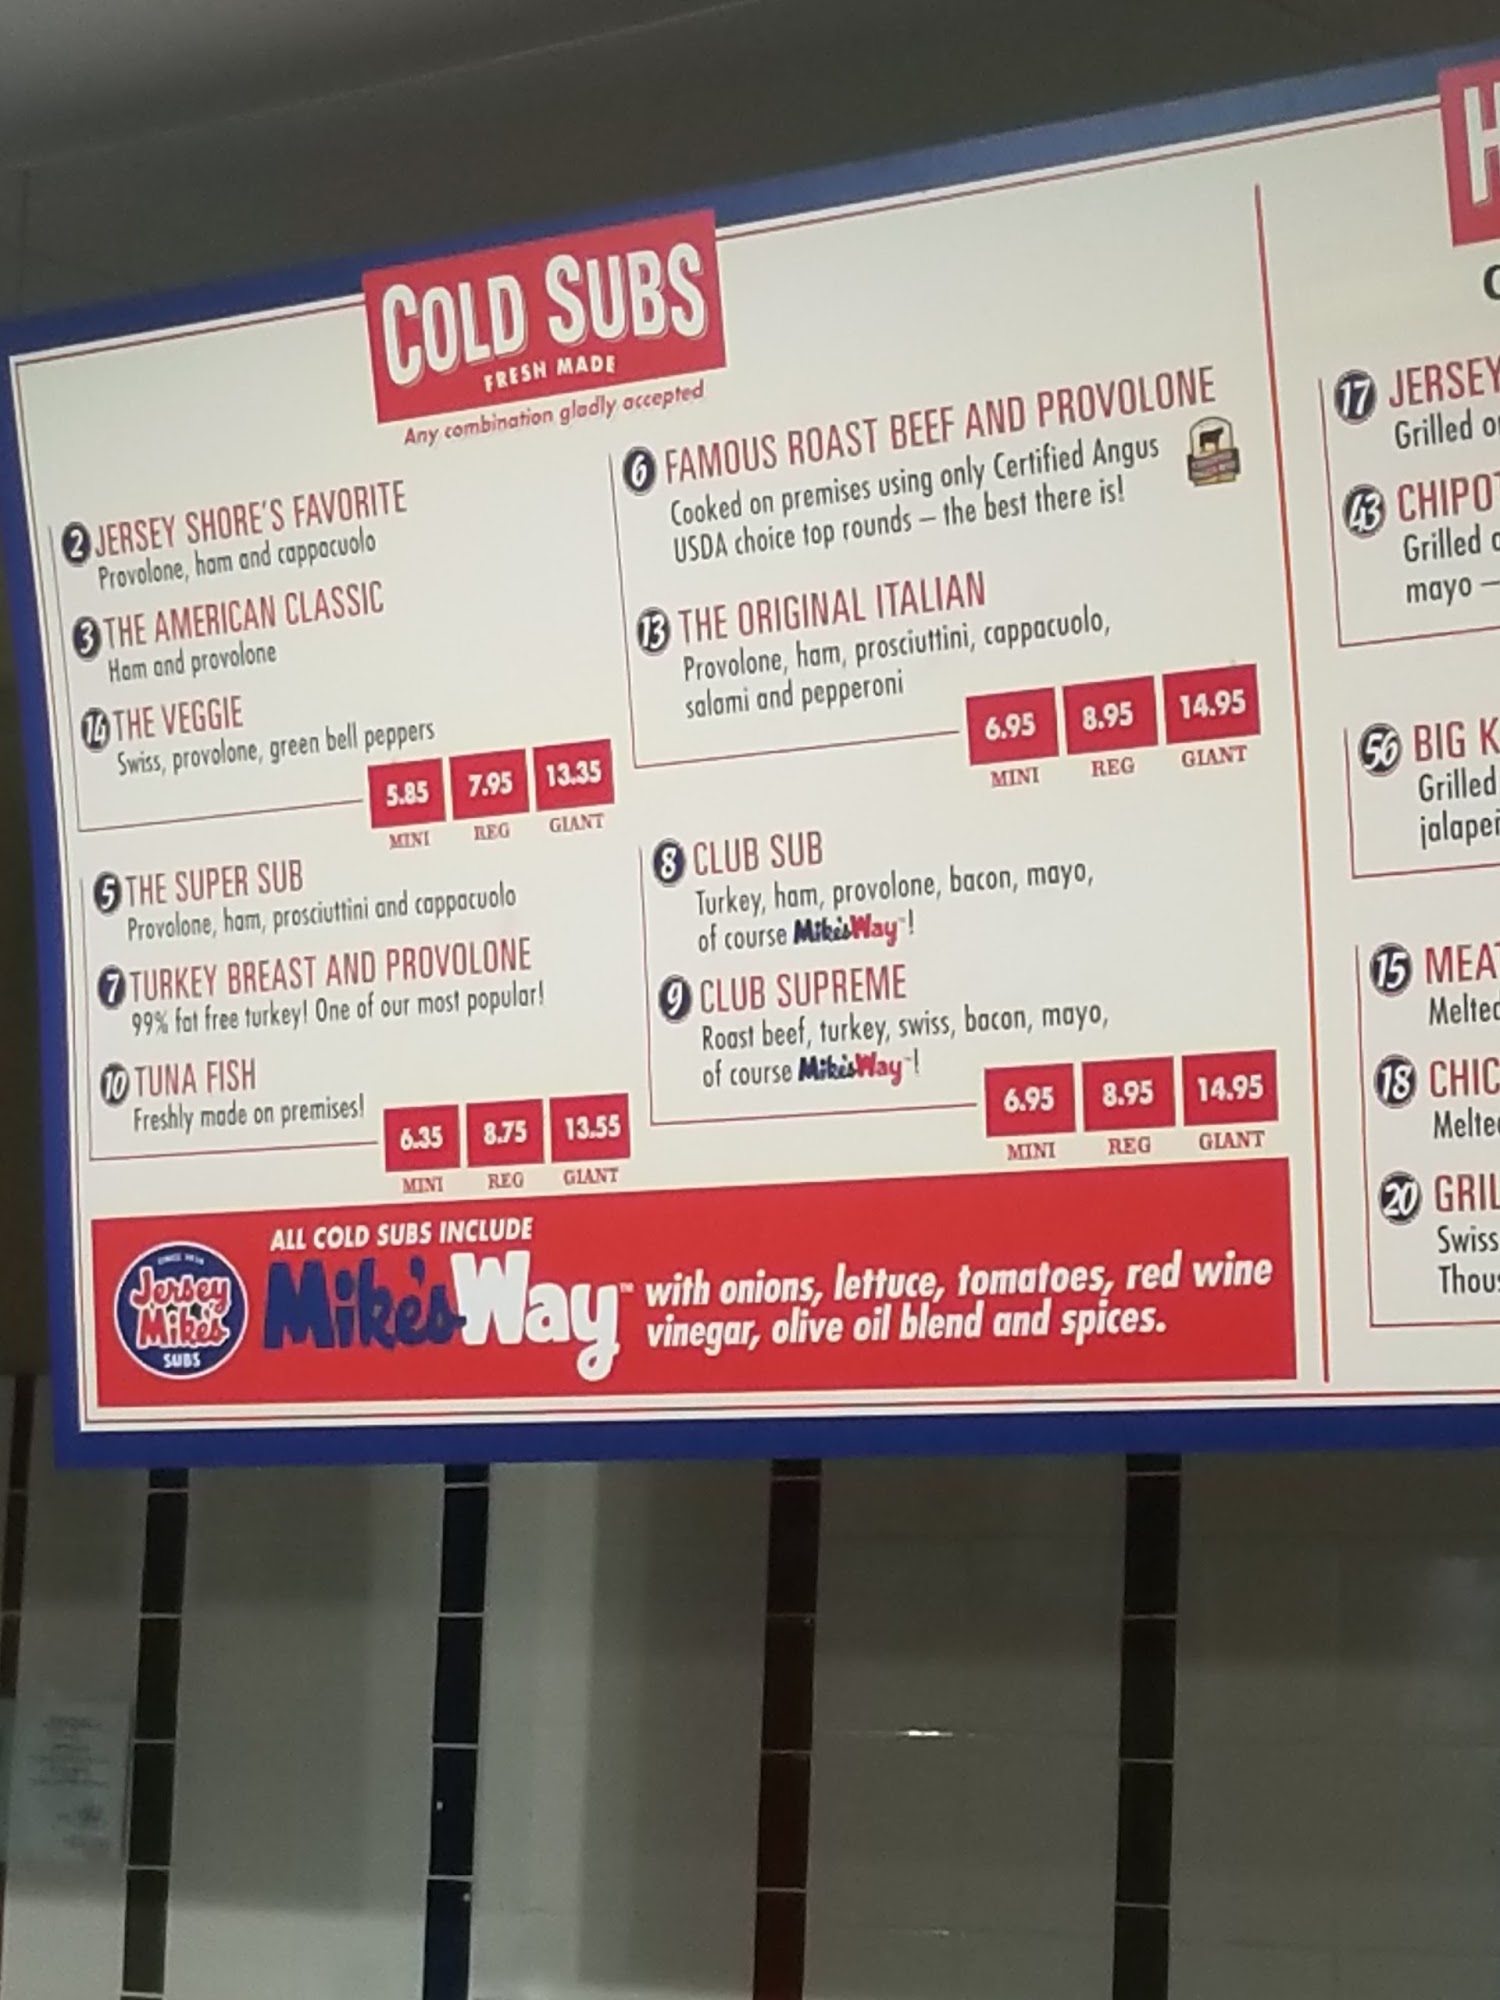 COLD SUBS
FRESH MADE
Any combination gladly accepted
2 JERSEY SHORE'S FAVORITE
Provolone, ham and cappacuolo
3 THE AMERICAN CLASSIC
Ham and provolone
14 THE VEGGIE
Swiss, provolone, green bell peppers
5.85 7.95 13.35
MINI REG GIANT
5 THE SUPER SUB
Provolone, ham, prosciuttini and cappacuolo
7 TURKEY BREAST AND PROVOLONE
99% fat free turkey! One of our most popular!
10 TUNA FISH
Freshly made on premises!
6.35 8.75 13.55
MINI REG GIANT
6 FAMOUS ROAST BEEF AND PROVOLONE
Cooked on premises using only Certified Angus
USDA choice top rounds – the best there is!
13 THE ORIGINAL ITALIAN
Provolone, ham, prosciuttini, cappacuolo,
salami and pepperoni
6.95 8.95 14.95
MINI REG GIANT
8 CLUB SUB
Turkey, ham, provolone, bacon, mayo,
of course Mike's Way™!
9 CLUB SUPREME
Roast beef, turkey, swiss, bacon, mayo,
of course Mike's Way™!
6.95 8.95 14.95
MINI REG GIANT
SINCE 1956
Jersey
Mike's
SUBS
ALL COLD SUBS INCLUDE
Mike's Way™ with onions, lettuce, tomatoes, red wine
vinegar, olive oil blend and spices.
H
17 JERSEY
Grilled
43
Grilled
mayo –
56 BIG K
Grilled
15
18
20
Swiss